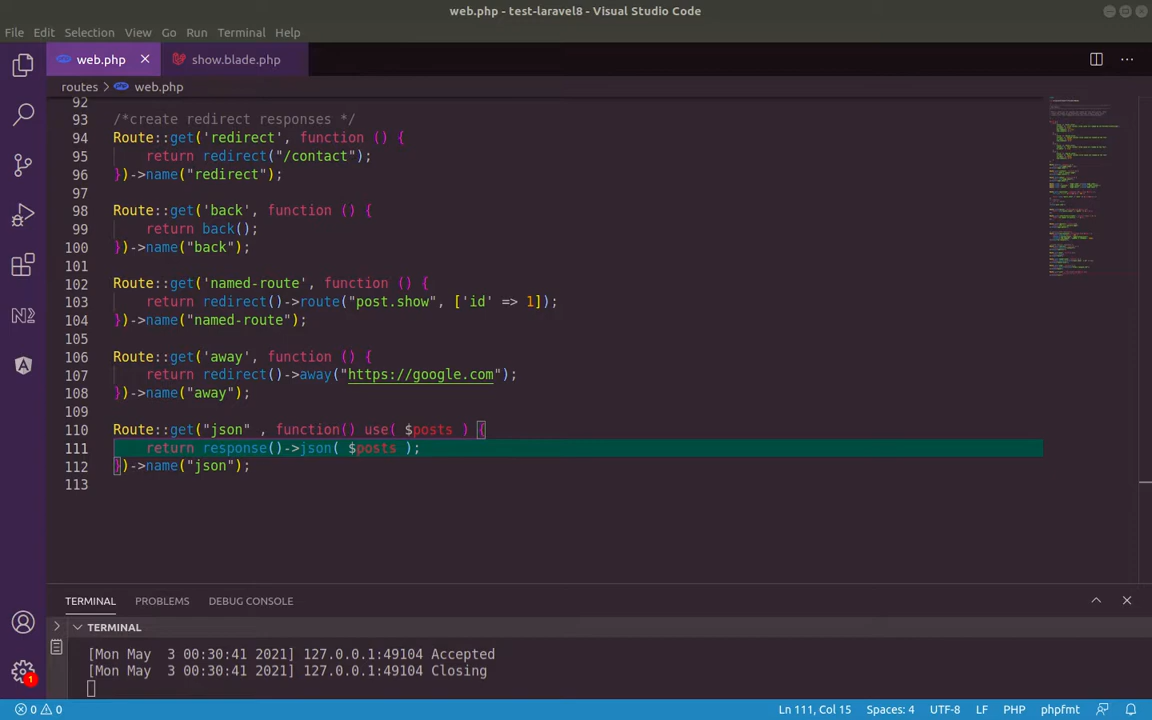 web.php - test-laravel8 - Visual Studio Code
File Edit Selection View Go Run Terminal Help
web.php show.blade.php
routes web.php
92
93 /*create redirect responses */
94 Route::get('redirect', function () {
95 return redirect("/contact");
96 })->name("redirect");
97
98 Route::get('back', function () {
99 return back();
100 })->name("back");
101
102 Route::get('named-route', function () {
103 return redirect()->route("post.show", ['id' => 1]);
104 })->name("named-route");
105
106 Route::get('away', function () {
107 return redirect()->away("https://google.com");
108 })->name("away");
109
110 Route::get("json" , function() use( $posts ) {
111 return response()->json( $posts );
112 })->name("json");
113
TERMINAL PROBLEMS DEBUG CONSOLE
TERMINAL
[Mon May  3 00:30:41 2021] 127.0.0.1:49104 Accepted
[Mon May  3 00:30:41 2021] 127.0.0.1:49104 Closing
1
0 0 Ln 111, Col 15 Spaces: 4 UTF-8 LF PHP phpfmt